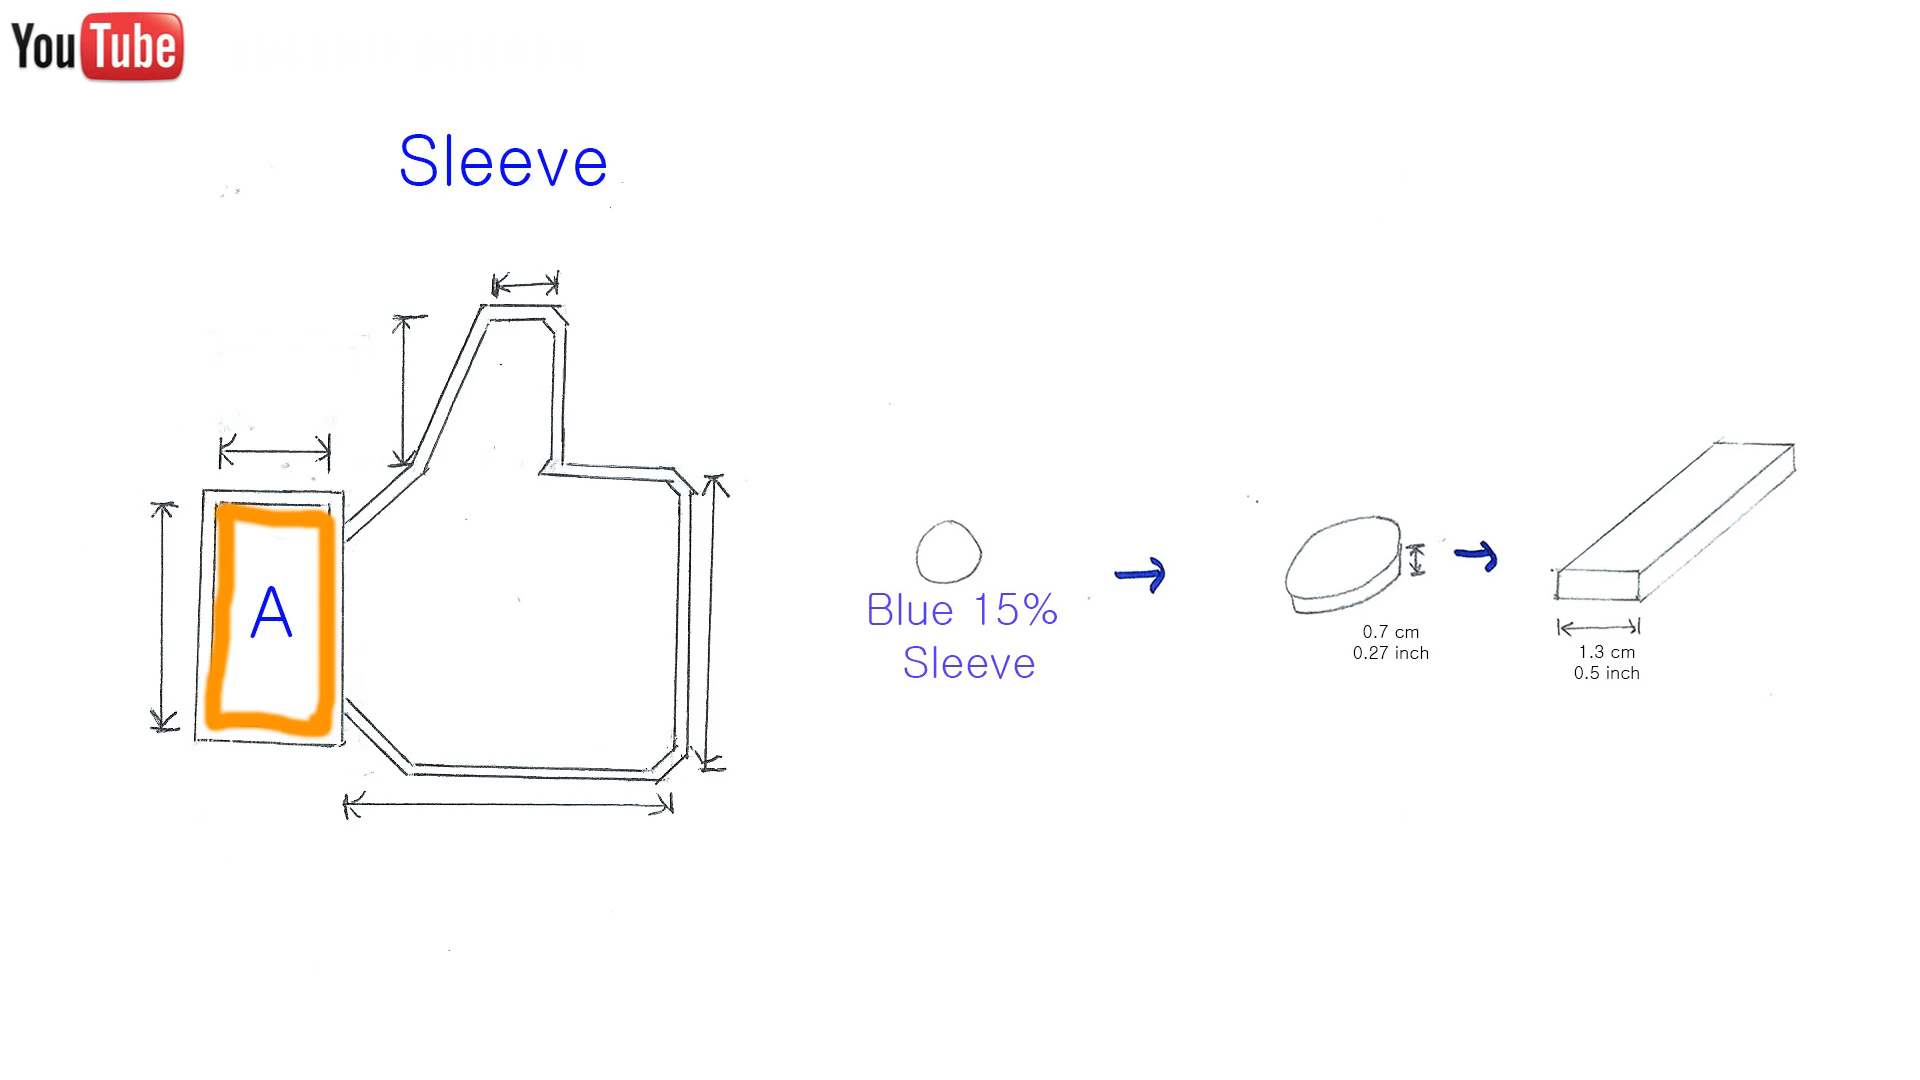 YouTube
Sleeve
A
Blue 15%
Sleeve
0.7 cm
0.27 inch
1.3 cm
0.5 inch